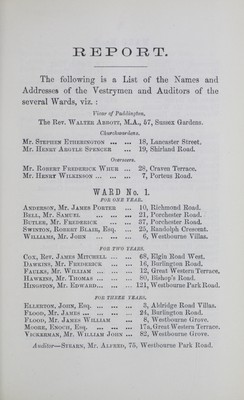 REPORT.
The following is a List of the Names and
Addresses of the Vestrymen and Auditors of the
several Wards, viz. :
Vicar of Paddington,
The Rev. WALTER ABBOTT, M.A., 57, Sussex Gardens.
Churchwardens.
MR. STEPHEN ETHERINGTON ... ... ... 18, Lancaster Street.
MR. HENRY ARGYLE SPENCER ... 19, Shirland Road.
Overseers.
MR. ROBERT FREDERICK WHUR ... 28, Craven Terrace.
MR. HENRY WILKINSON ... ... ... ... 7, Porteus Road.
WARD No. 1.
FOR ONE YEAR.
ANDERSON, MR. JAMES PORTER ... 10, Richmond Road.
BELL, MR. SAMUEL ... ... ... ... 21, Porchester Road.
BUTLER, MR. FREDERICK ... ... ... 37, Porchester Road.
SWINTON, ROBERT BLAIR, Esq. ... 25, Randolph Crescent.
WILLIAMS, MR. JOHN ... ... ... ... 6, Westbourne Villas.
FOR TWO YEARS.
COX, REV. JAMES MITCHELL ... ... 68, Elgin Road West.
DAWKINS, MR. FREDERICK ... ... 16, Burlington Road.
FAULKS, MR. WILLIAM ... ... ... ... 12, Great Western Terrace.
HAWKINS, MR. THOMAS ... ... ... ... 80, Bishop's Road.
HINGSTON, MR. EDWARD... ... ... ... 121, Westbourne Park Road.
FOR THREE YEARS.
ELLERTON, JOHN, Esq. ... ... ... ... 3, Aldridge Road Villas.
FLOOD, MR. JAMES ... ... ... ... ... 24, Burlington Road.
FLOOD, MR. JAMES WILLIAM ... 8, Westbourne Grove.
MOORE, ENOCH, Esq. ... ... ... ... 17A, Great Western Terrace.
VICKERMAN, MR. WILLIAM JOHN ... 82, Westbourne Grove.
Auditor—STEARN, MR. ALFRED, 75, Westbourne Park Road.